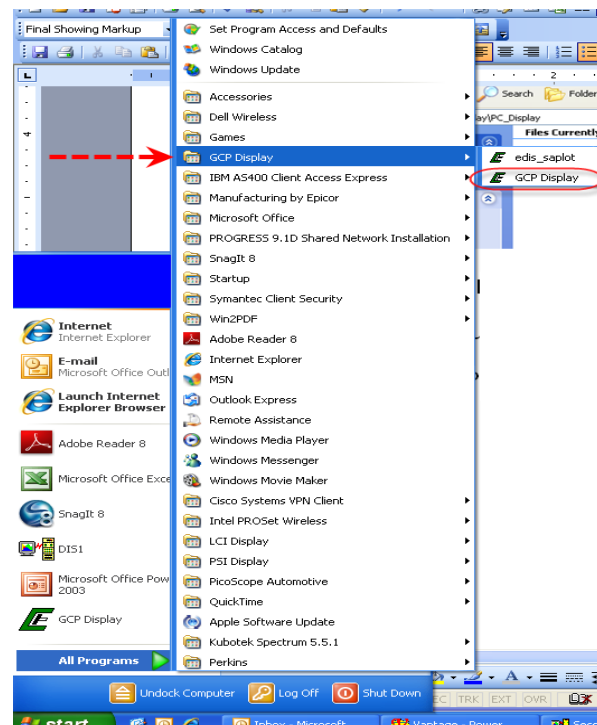 Final Showing Markup
Set Program Access and Defaults
Windows Catalog
Windows Update
Accessories
Dell Wireless
Games
GCP Display
IBM AS400 Client Access Express
Manufacturing by Epicor
Microsoft Office
PROGRESS 9.1D Shared Network Installation
SnagIt 8
Startup
Symantec Client Security
Win2PDF
Adobe Reader 8
Internet Explorer
MSN
Outlook Express
Remote Assistance
Windows Media Player
Windows Messenger
Windows Movie Maker
Cisco Systems VPN Client
Intel PROSet Wireless
LCI Display
PSI Display
PicoScope Automotive
QuickTime
Apple Software Update
Kubotek Spectrum 5.5.1
Perkins
2
Search Folder
ay\PC_Display
Files Currently
edis_saplot
GCP Display
Internet
Internet Explorer
E-mail
Microsoft Office Outl
Launch Internet
Explorer Browser
Adobe Reader 8
Microsoft Office Exce
SnagIt 8
DIS1
Microsoft Office Pow
2003
GCP Display
All Programs
Undock Computer Log Off Shut Down
EC TRK EXT OVR
start Inbox - Microsoft Vantage - Power